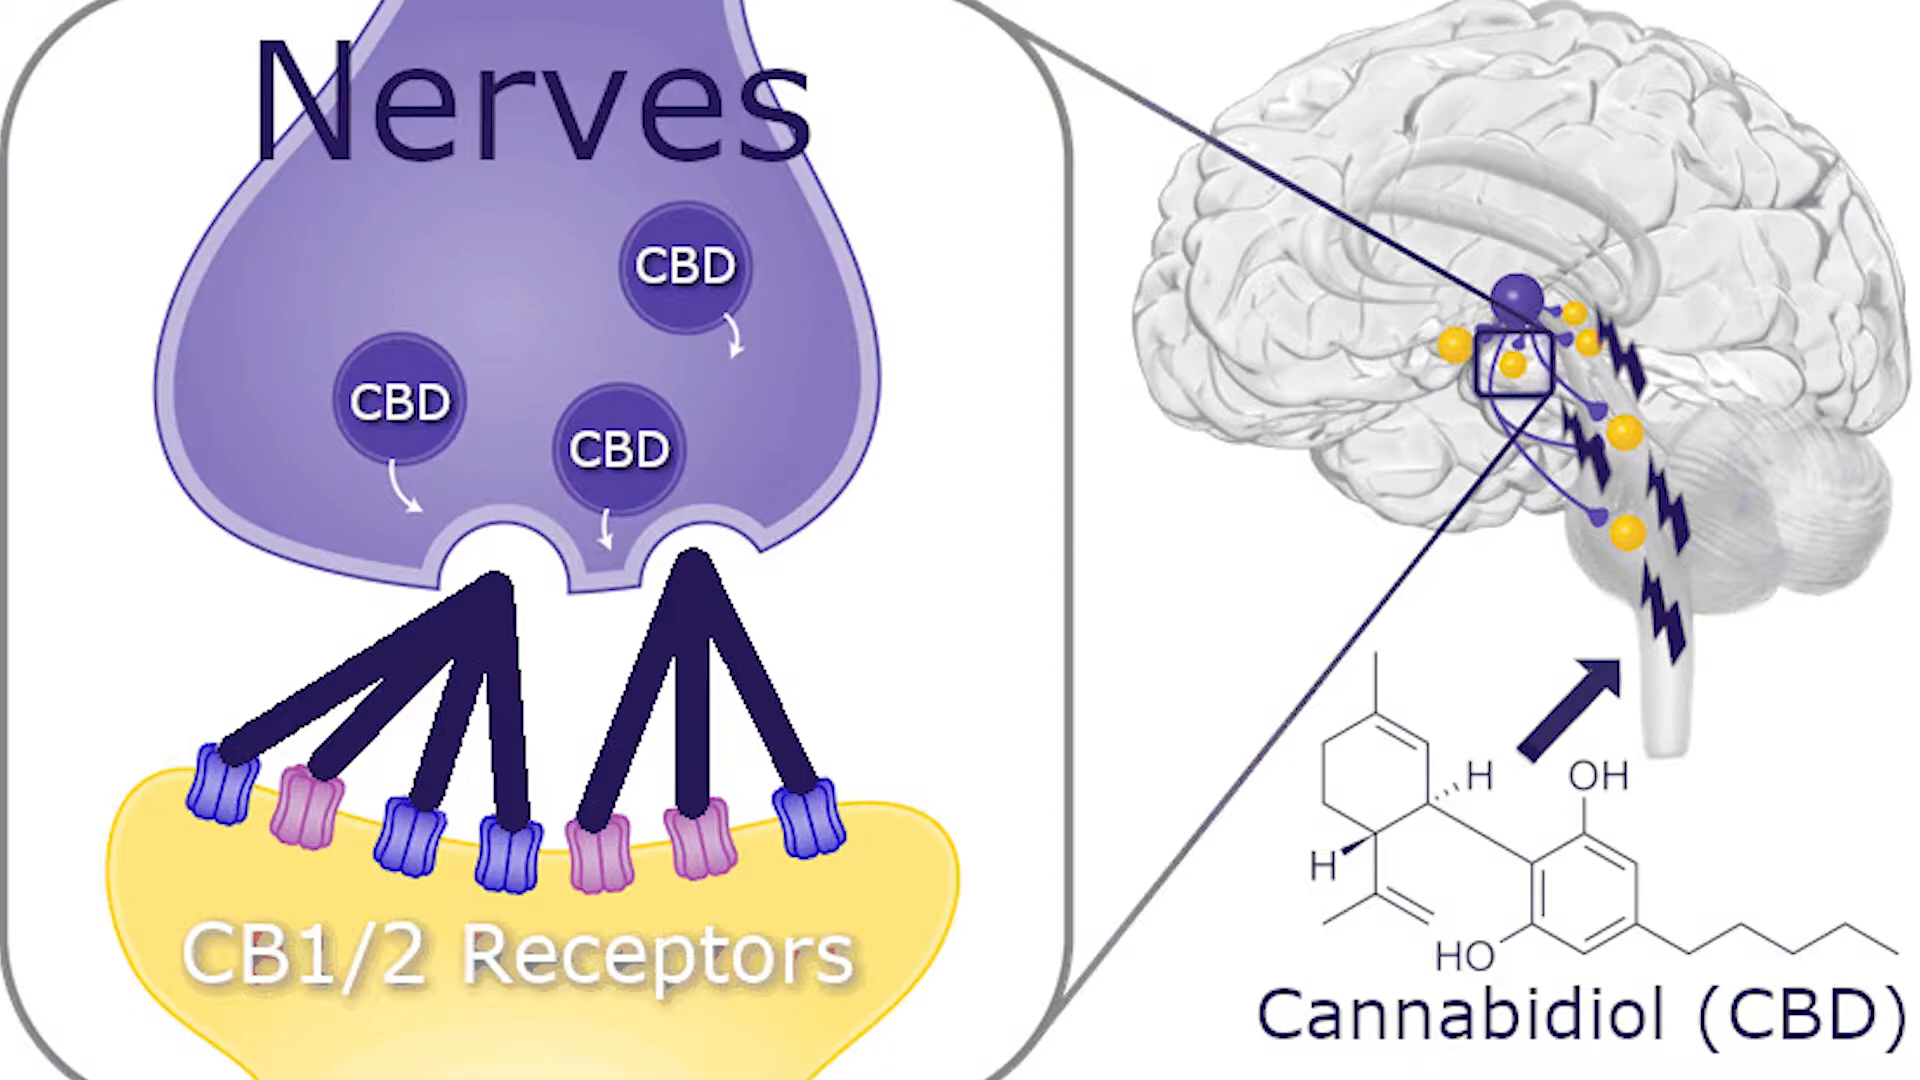 Nerves
CBD
CBD
CBD
CB1/2 Receptors
H
OH
H
HO
Cannabidiol (CBD)